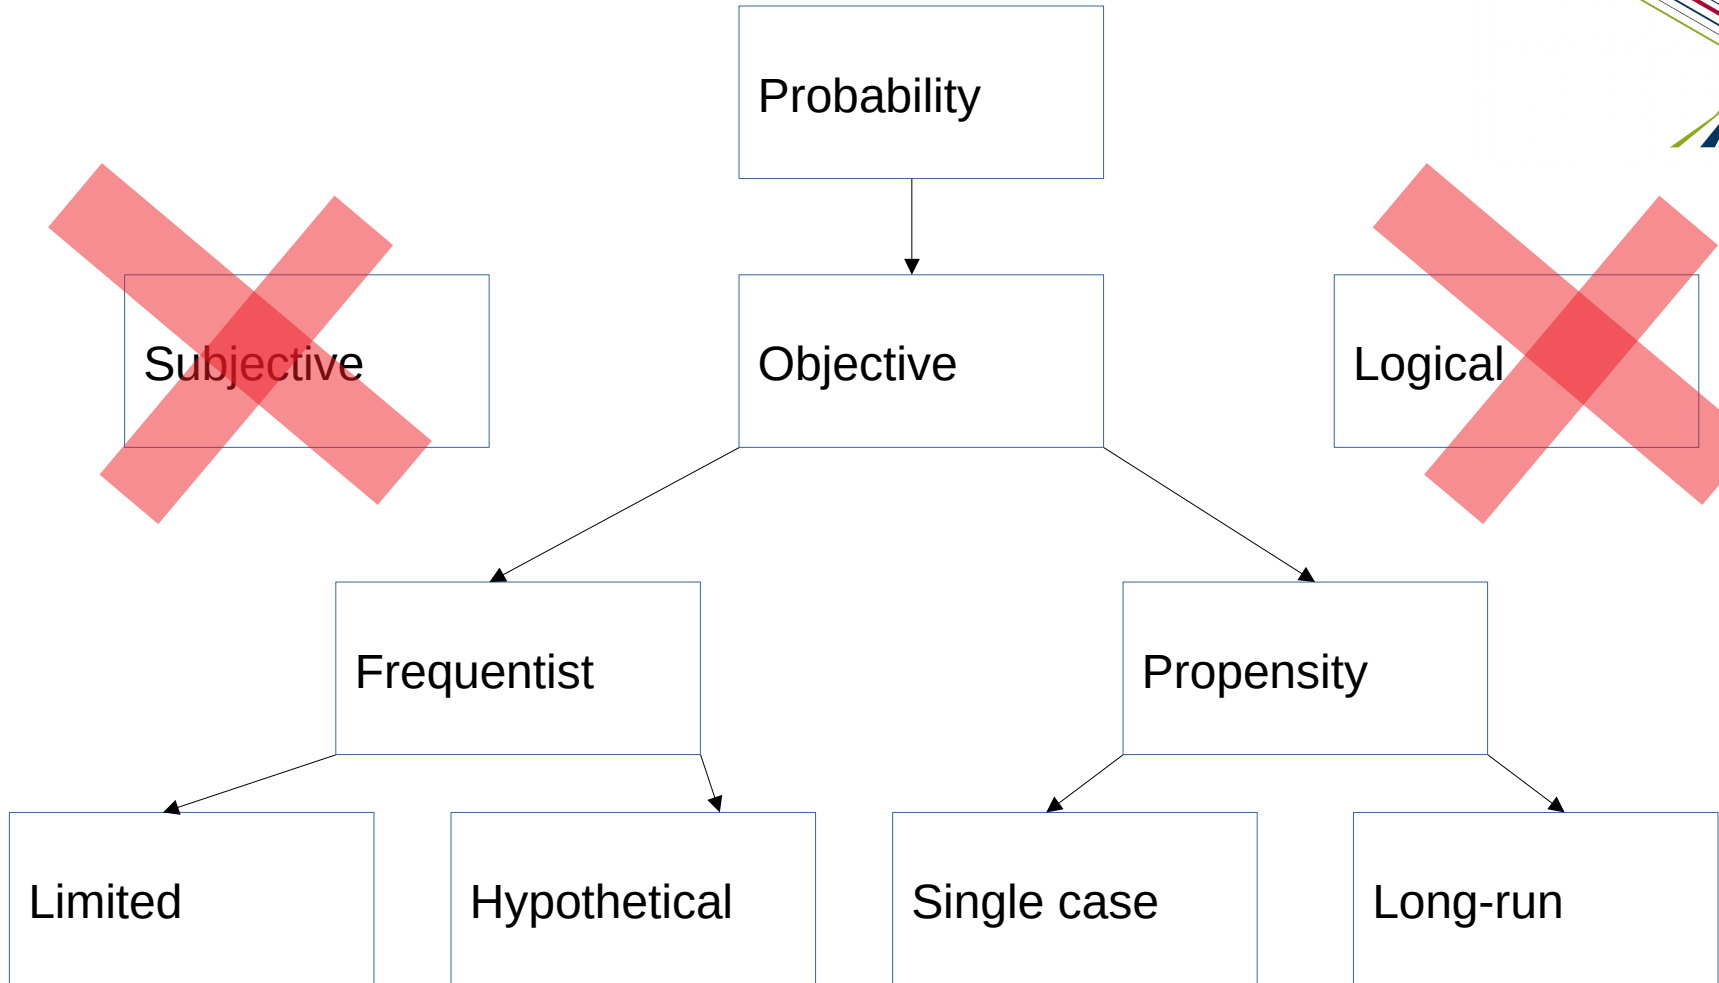 Probability
Subjective
Objective
Logical
Frequentist
Propensity
Limited
Hypothetical
Single case
Long-run